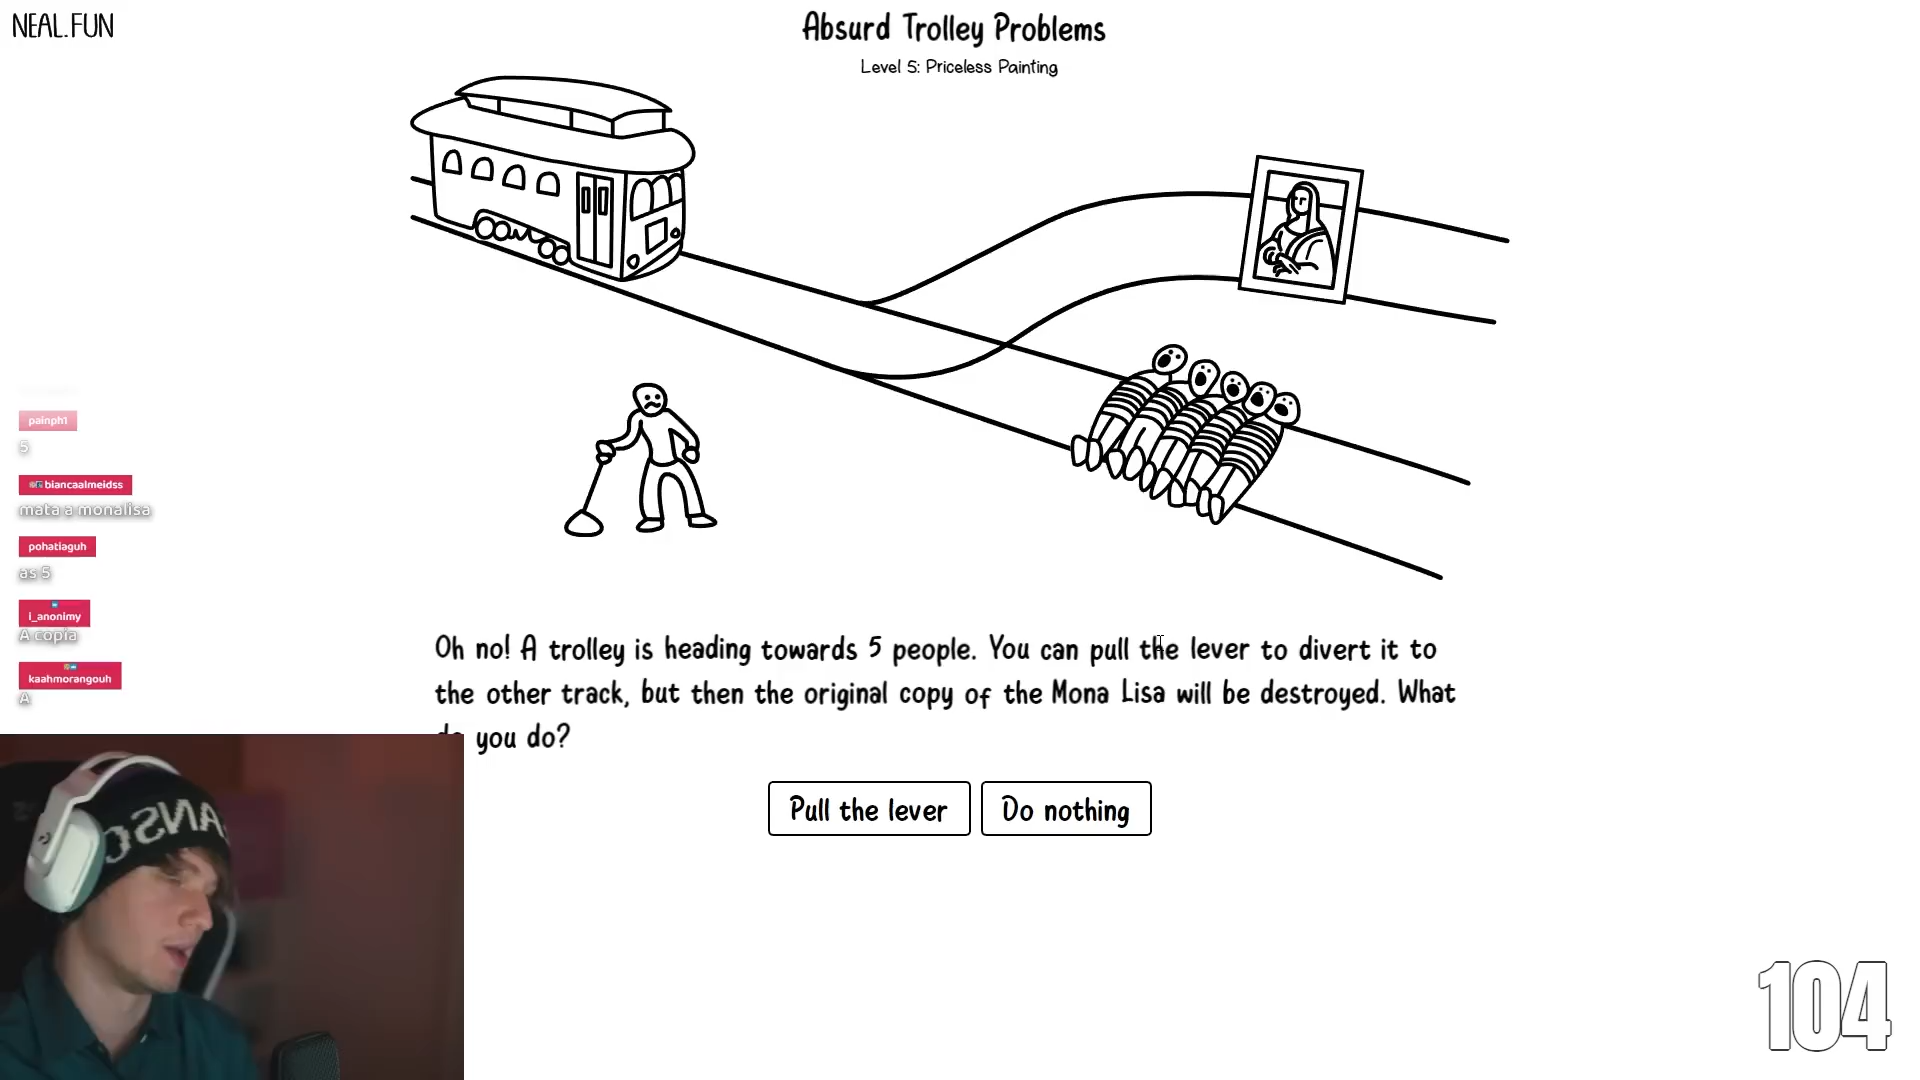 NEAL.FUN
Absurd Trolley Problems
Level 5: Priceless Painting
painph1
5
biancaalmeidss
mata a monalisa
pohatiaguh
as 5
i_anonimy
A copia
kaahmorangouh
A
Oh no! A trolley is heading towards 5 people. You can pull the lever to divert it to
the other track, but then the original copy of the Mona Lisa will be destroyed. What
do you do?
Pull the lever
Do nothing
104